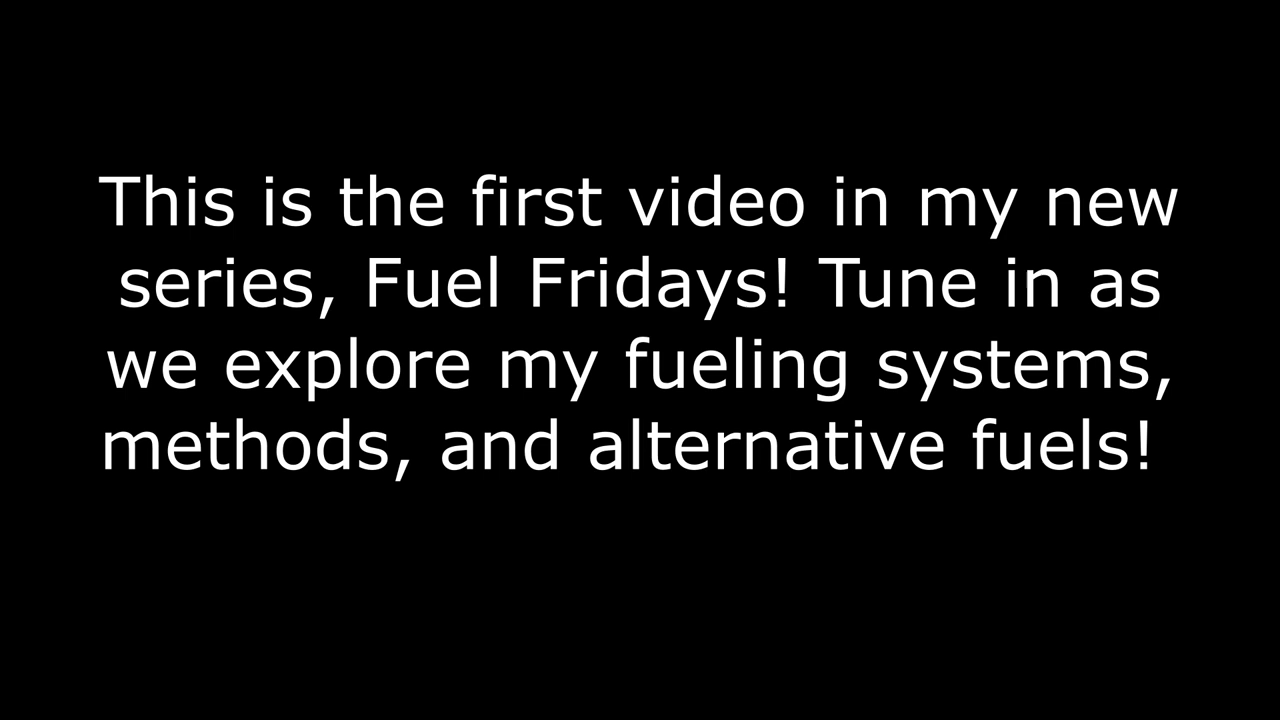 This is the first video in my new
series, Fuel Fridays! Tune in as
we explore my fueling systems,
methods, and alternative fuels!